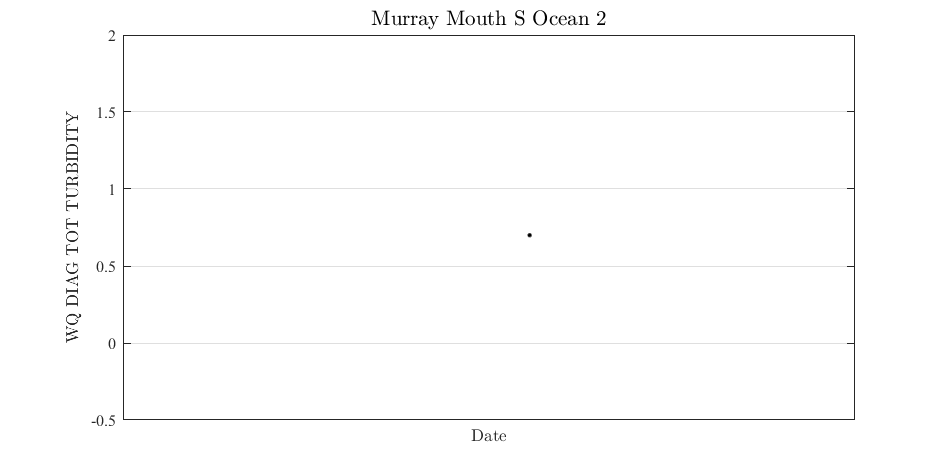 Murray Mouth S Ocean 2
2
1.5
1
0.5
0
-0.5
WQ DIAG TOT TURBIDITY
Date